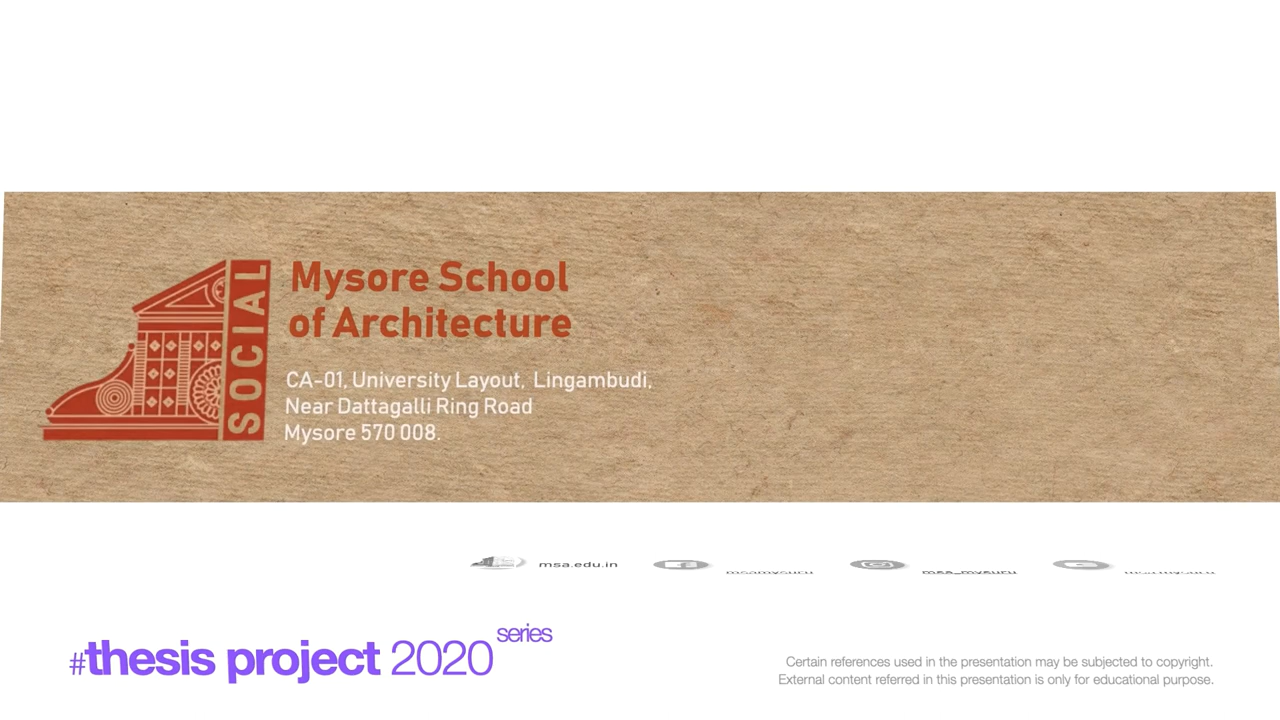 SOCIAL
Mysore School
of Architecture
CA-01, University Layout, Lingambudi,
Near Dattagalli Ring Road
Mysore 570 008.
msa.edu.in
msa_mysuru
#thesis project 2020 series
Certain references used in the presentation may be subjected to copyright.
External content referred in this presentation is only for educational purpose.